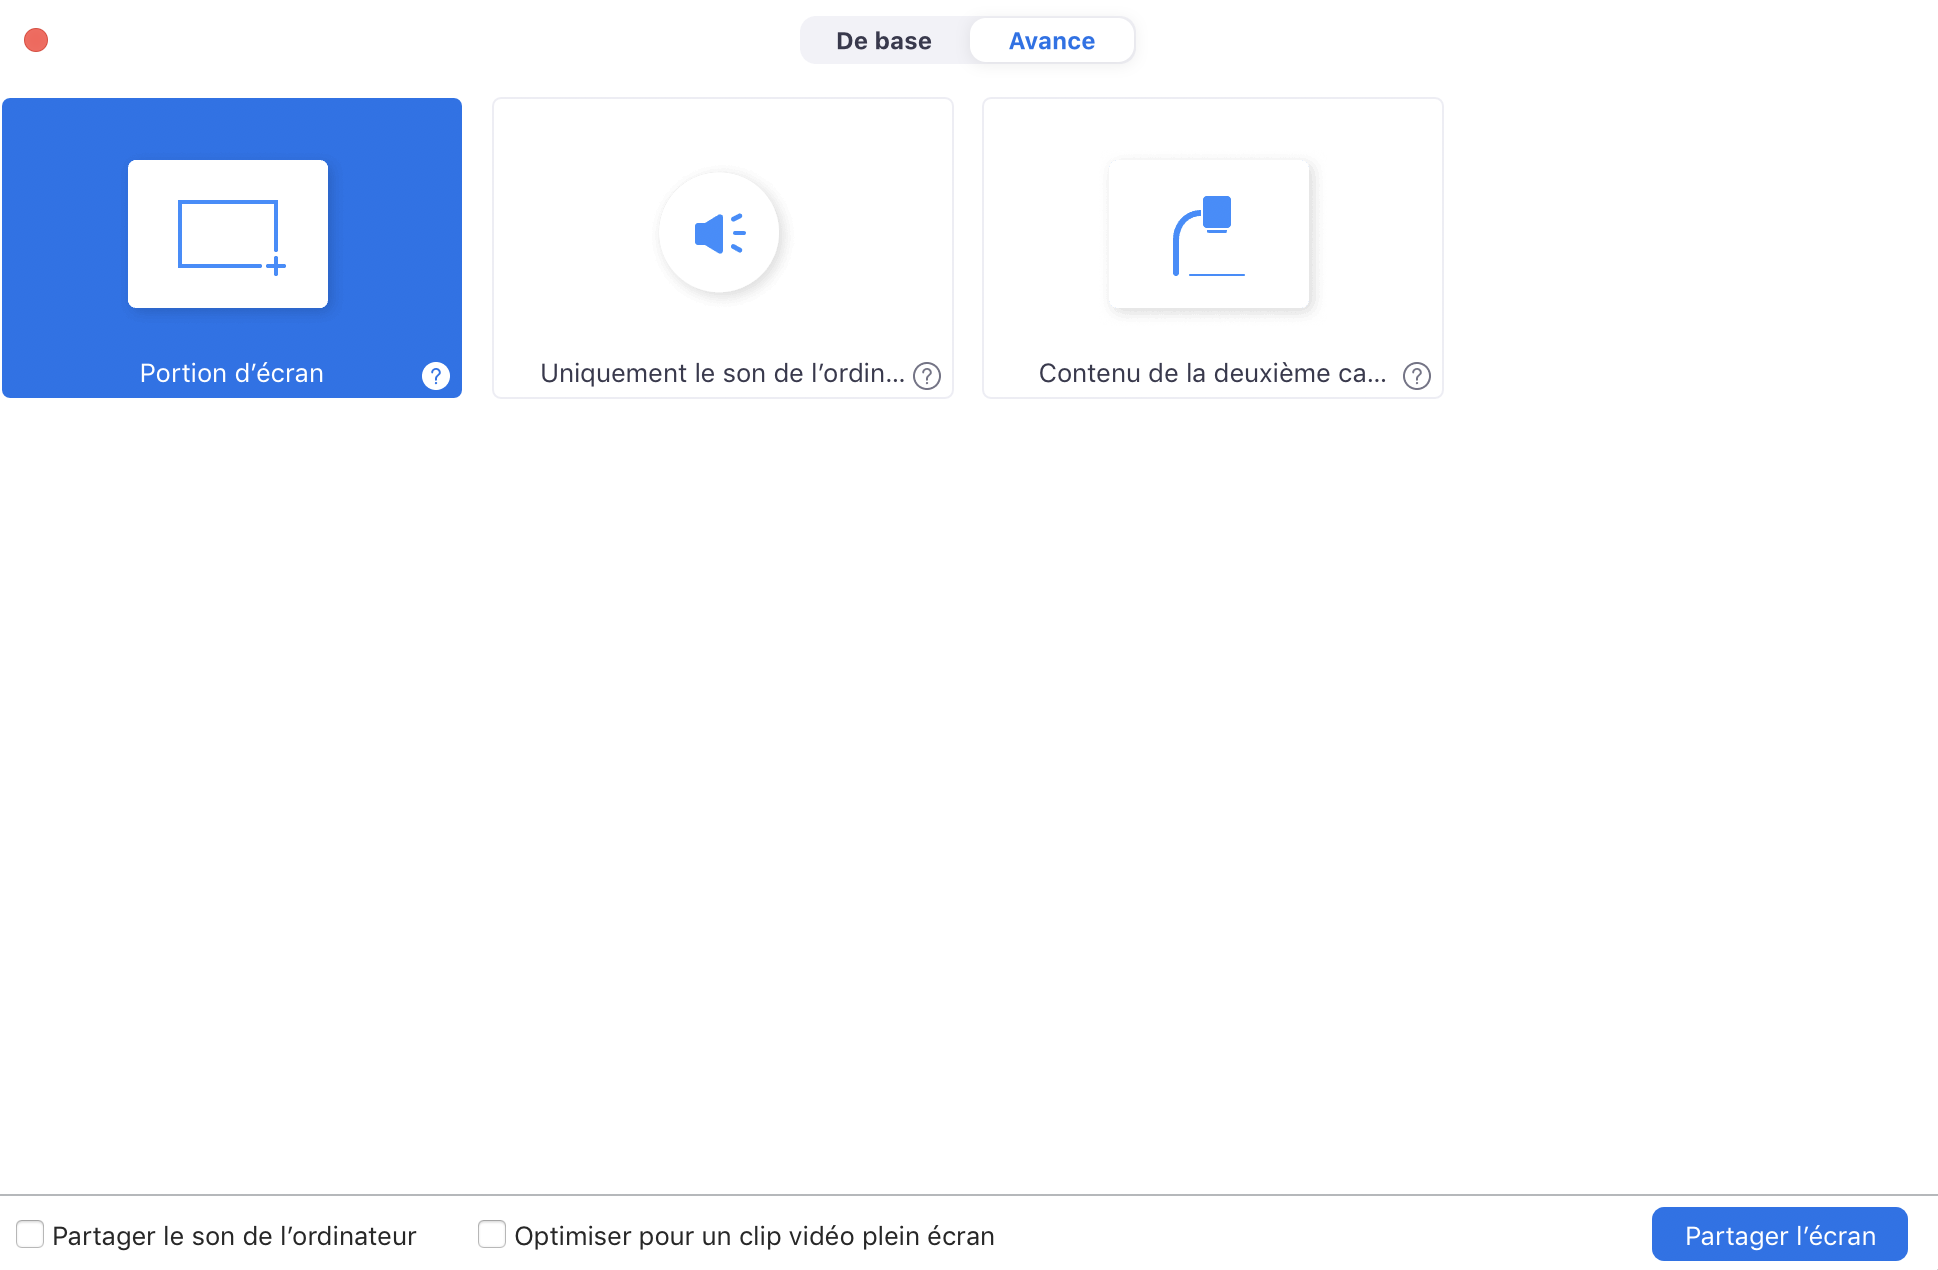 De base
Avance
Portion d’écran
?
Uniquement le son de l’ordin...
?
Contenu de la deuxième ca...
?
Partager le son de l’ordinateur
Optimiser pour un clip vidéo plein écran
Partager l’écran